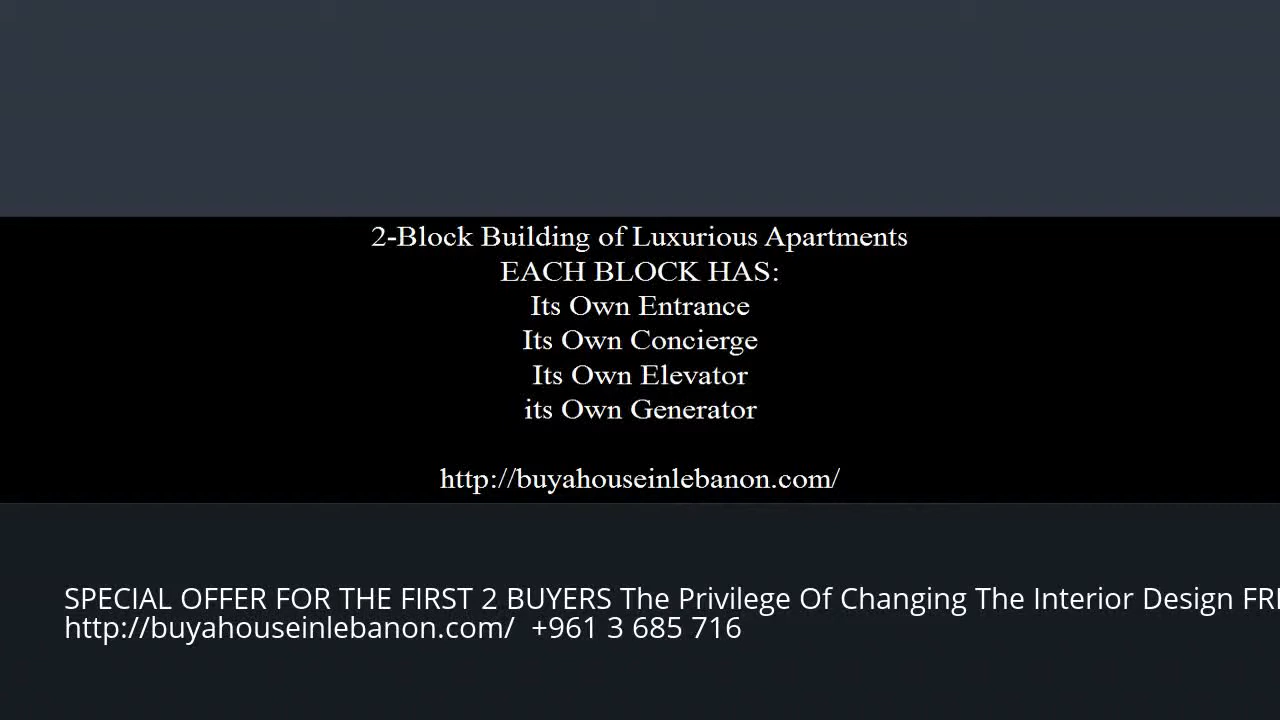 2-Block Building of Luxurious Apartments
EACH BLOCK HAS:
Its Own Entrance
Its Own Concierge
Its Own Elevator
its Own Generator
http://buyahouseinlebanon.com/
SPECIAL OFFER FOR THE FIRST 2 BUYERS The Privilege Of Changing The Interior Design
http://buyahouseinlebanon.com/ +961 3 685 716